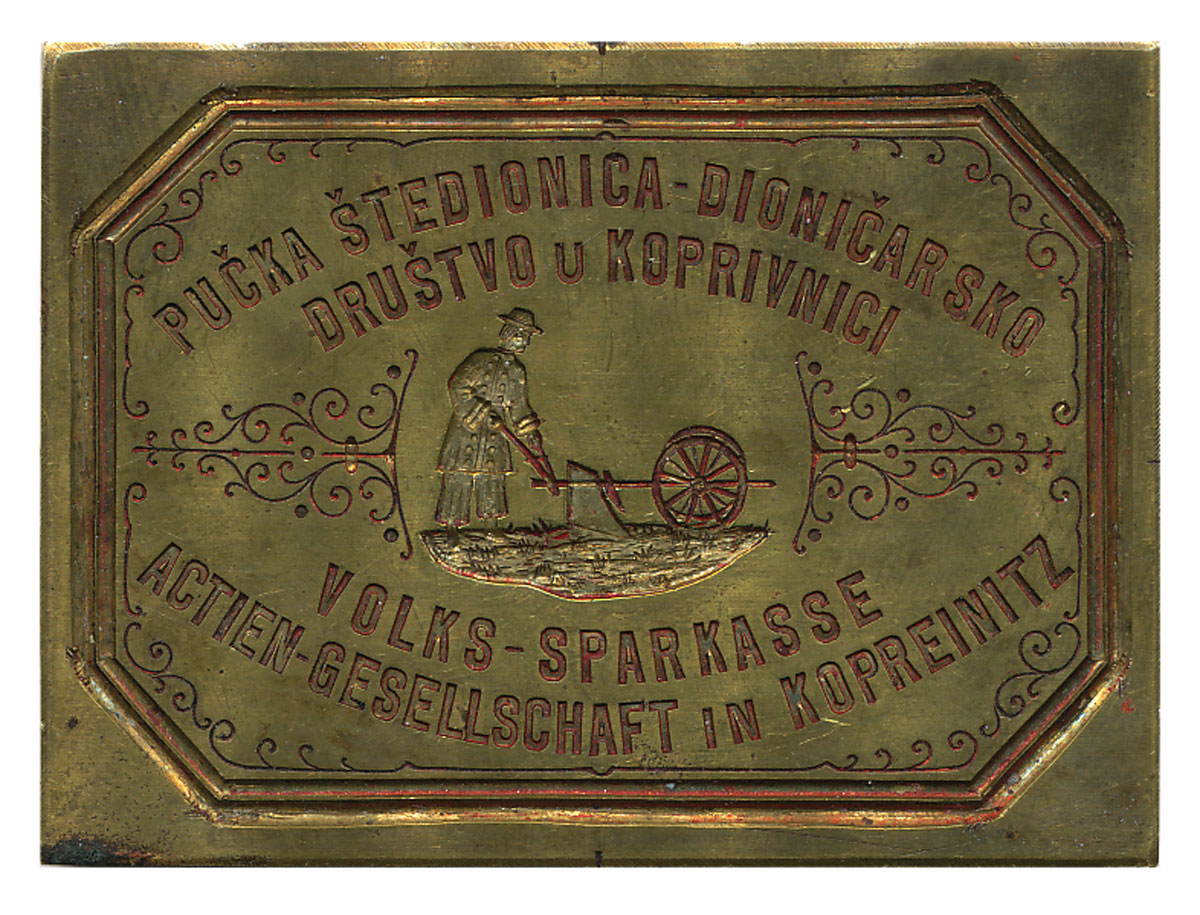 PUČKA ŠTEDIONICA-DIONIČARSKO
DRUŠTVO U KOPRIVNICI
VOLKS-SPARKASSE
ACTIEN-GESELLSCHAFT IN KOPREINITZ